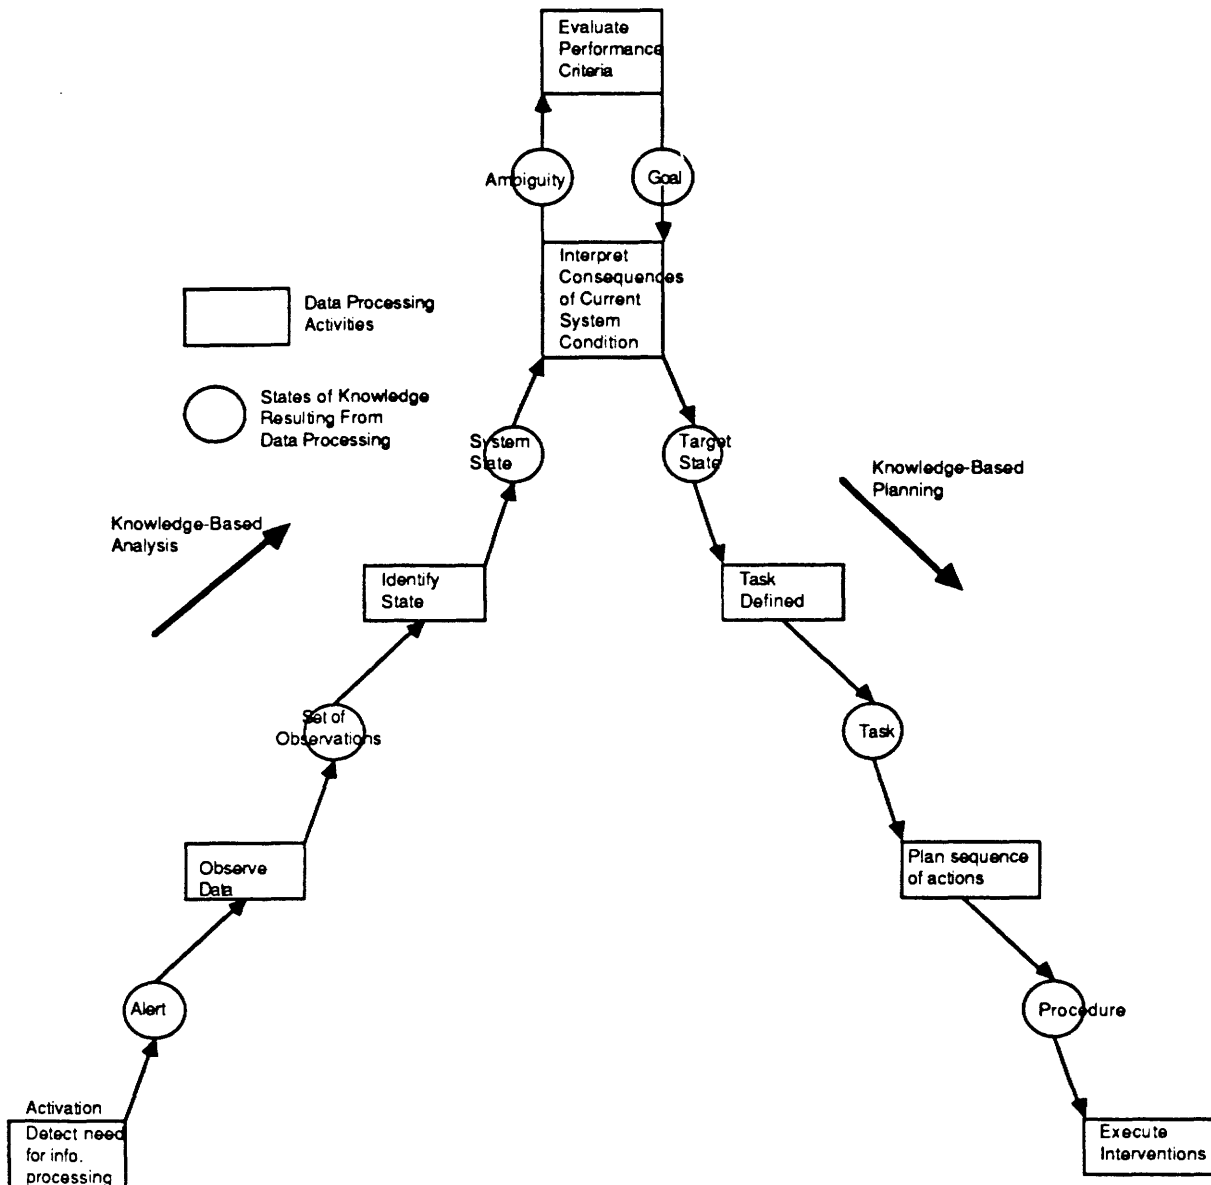 Evaluate
Performance
Criteria
Ambiguity
Goal
Interpret
Consequences
of Current
System
Condition
Data Processing
Activities
States of Knowledge
Resulting From
Data Processing
System
State
Target
State
Knowledge-Based
Planning
Knowledge-Based
Analysis
Identify
State
Task
Defined
Set of
Observations
Task
Observe
Data
Plan sequence
of actions
Alert
Procedure
Activation
Detect need
for info.
processing
Execute
Interventions